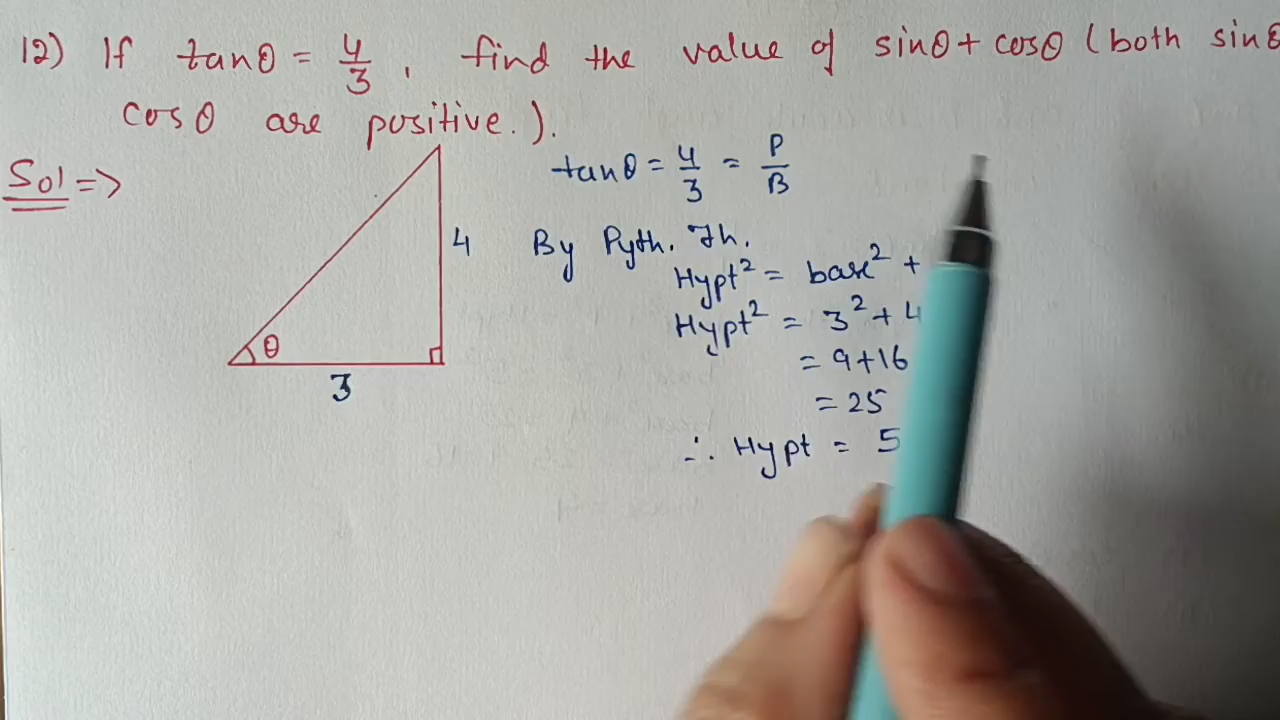 12) If tanθ = 4/3, find the value of sinθ + cosθ (both sinθ
cosθ are positive.).
Sol =>
tanθ = 4/3 = P/B
4
By Pyth. Th.
Hypt² = base² +
Hypt² = 3² + 4
θ
= 9+16
3
= 25
∴ Hypt = 5